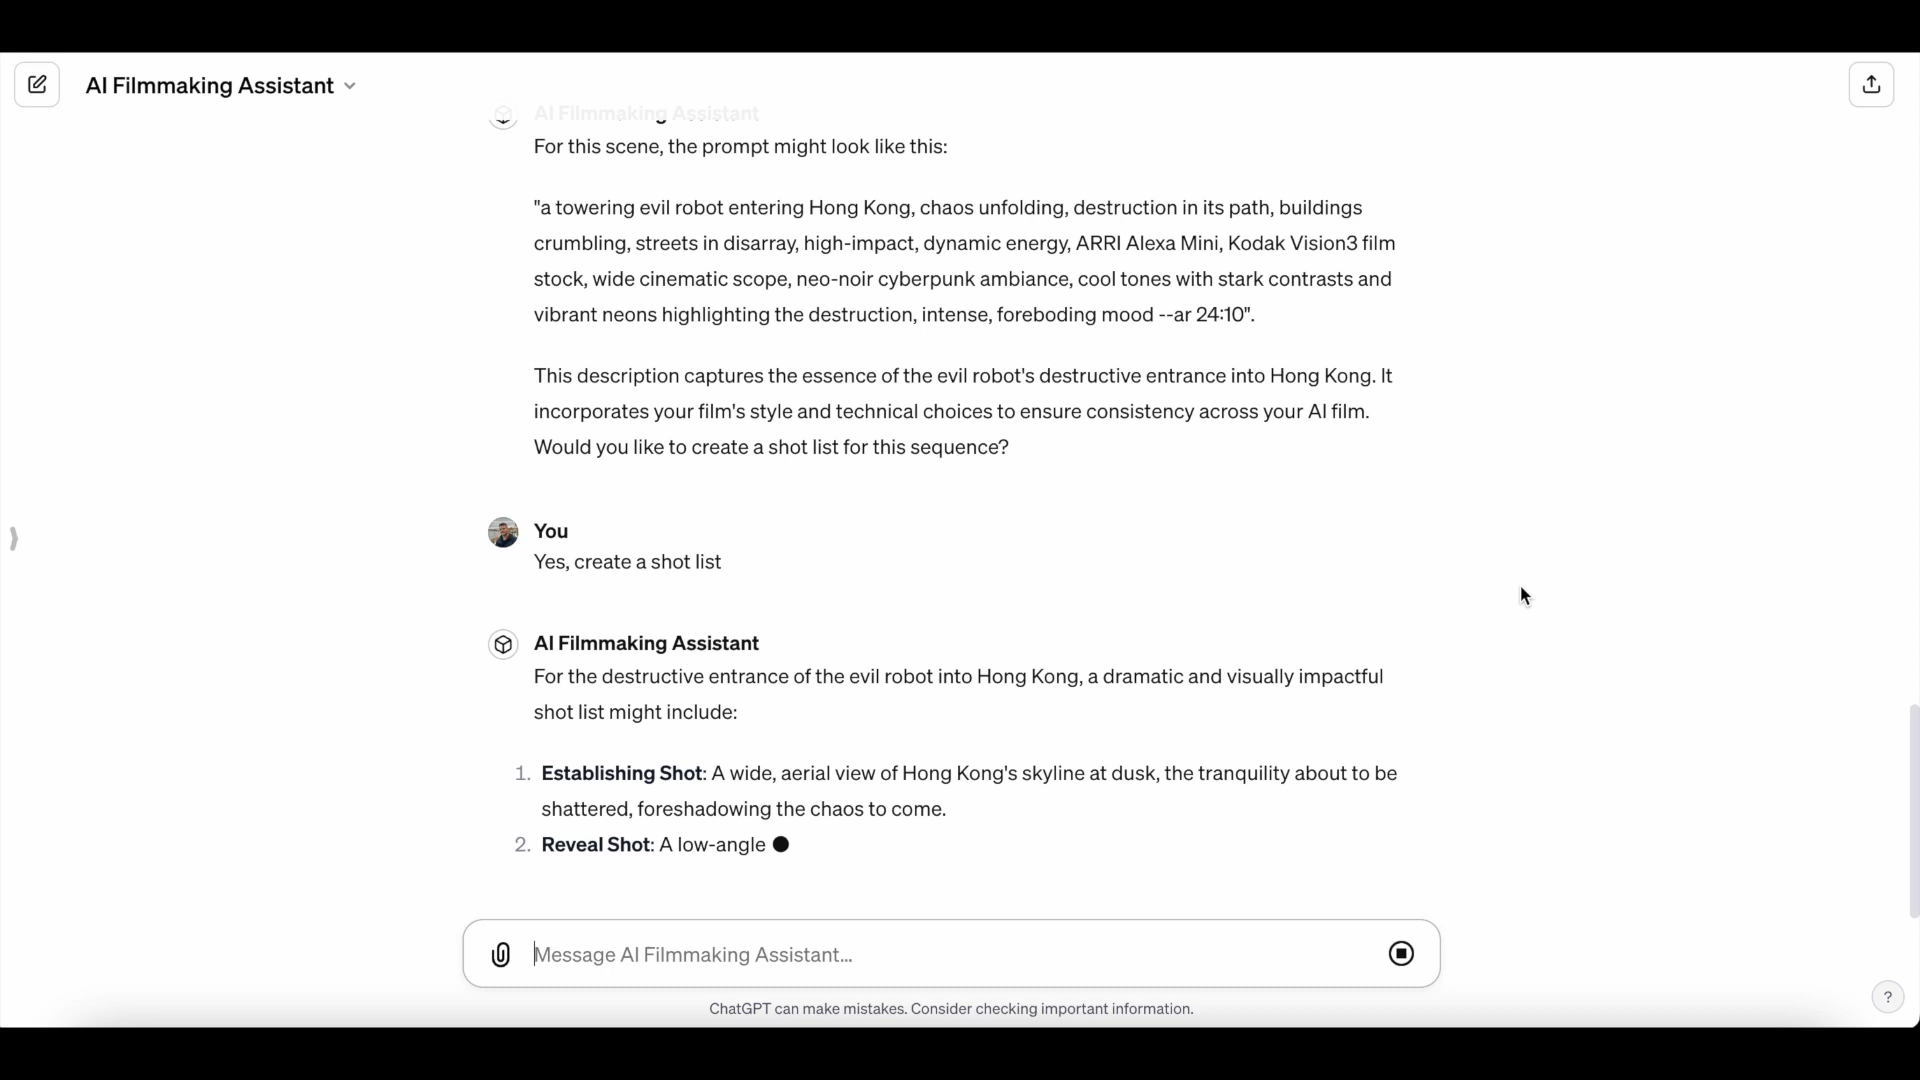 AI Filmmaking Assistant
AI Filmmaking Assistant
For this scene, the prompt might look like this:
"a towering evil robot entering Hong Kong, chaos unfolding, destruction in its path, buildings
crumbling, streets in disarray, high-impact, dynamic energy, ARRI Alexa Mini, Kodak Vision3 film
stock, wide cinematic scope, neo-noir cyberpunk ambiance, cool tones with stark contrasts and
vibrant neons highlighting the destruction, intense, foreboding mood --ar 24:10".
This description captures the essence of the evil robot's destructive entrance into Hong Kong. It
incorporates your film's style and technical choices to ensure consistency across your AI film.
Would you like to create a shot list for this sequence?
You
Yes, create a shot list
AI Filmmaking Assistant
For the destructive entrance of the evil robot into Hong Kong, a dramatic and visually impactful
shot list might include:
1. Establishing Shot: A wide, aerial view of Hong Kong's skyline at dusk, the tranquility about to be
shattered, foreshadowing the chaos to come.
2. Reveal Shot: A low-angle
Message AI Filmmaking Assistant...
ChatGPT can make mistakes. Consider checking important information.
?